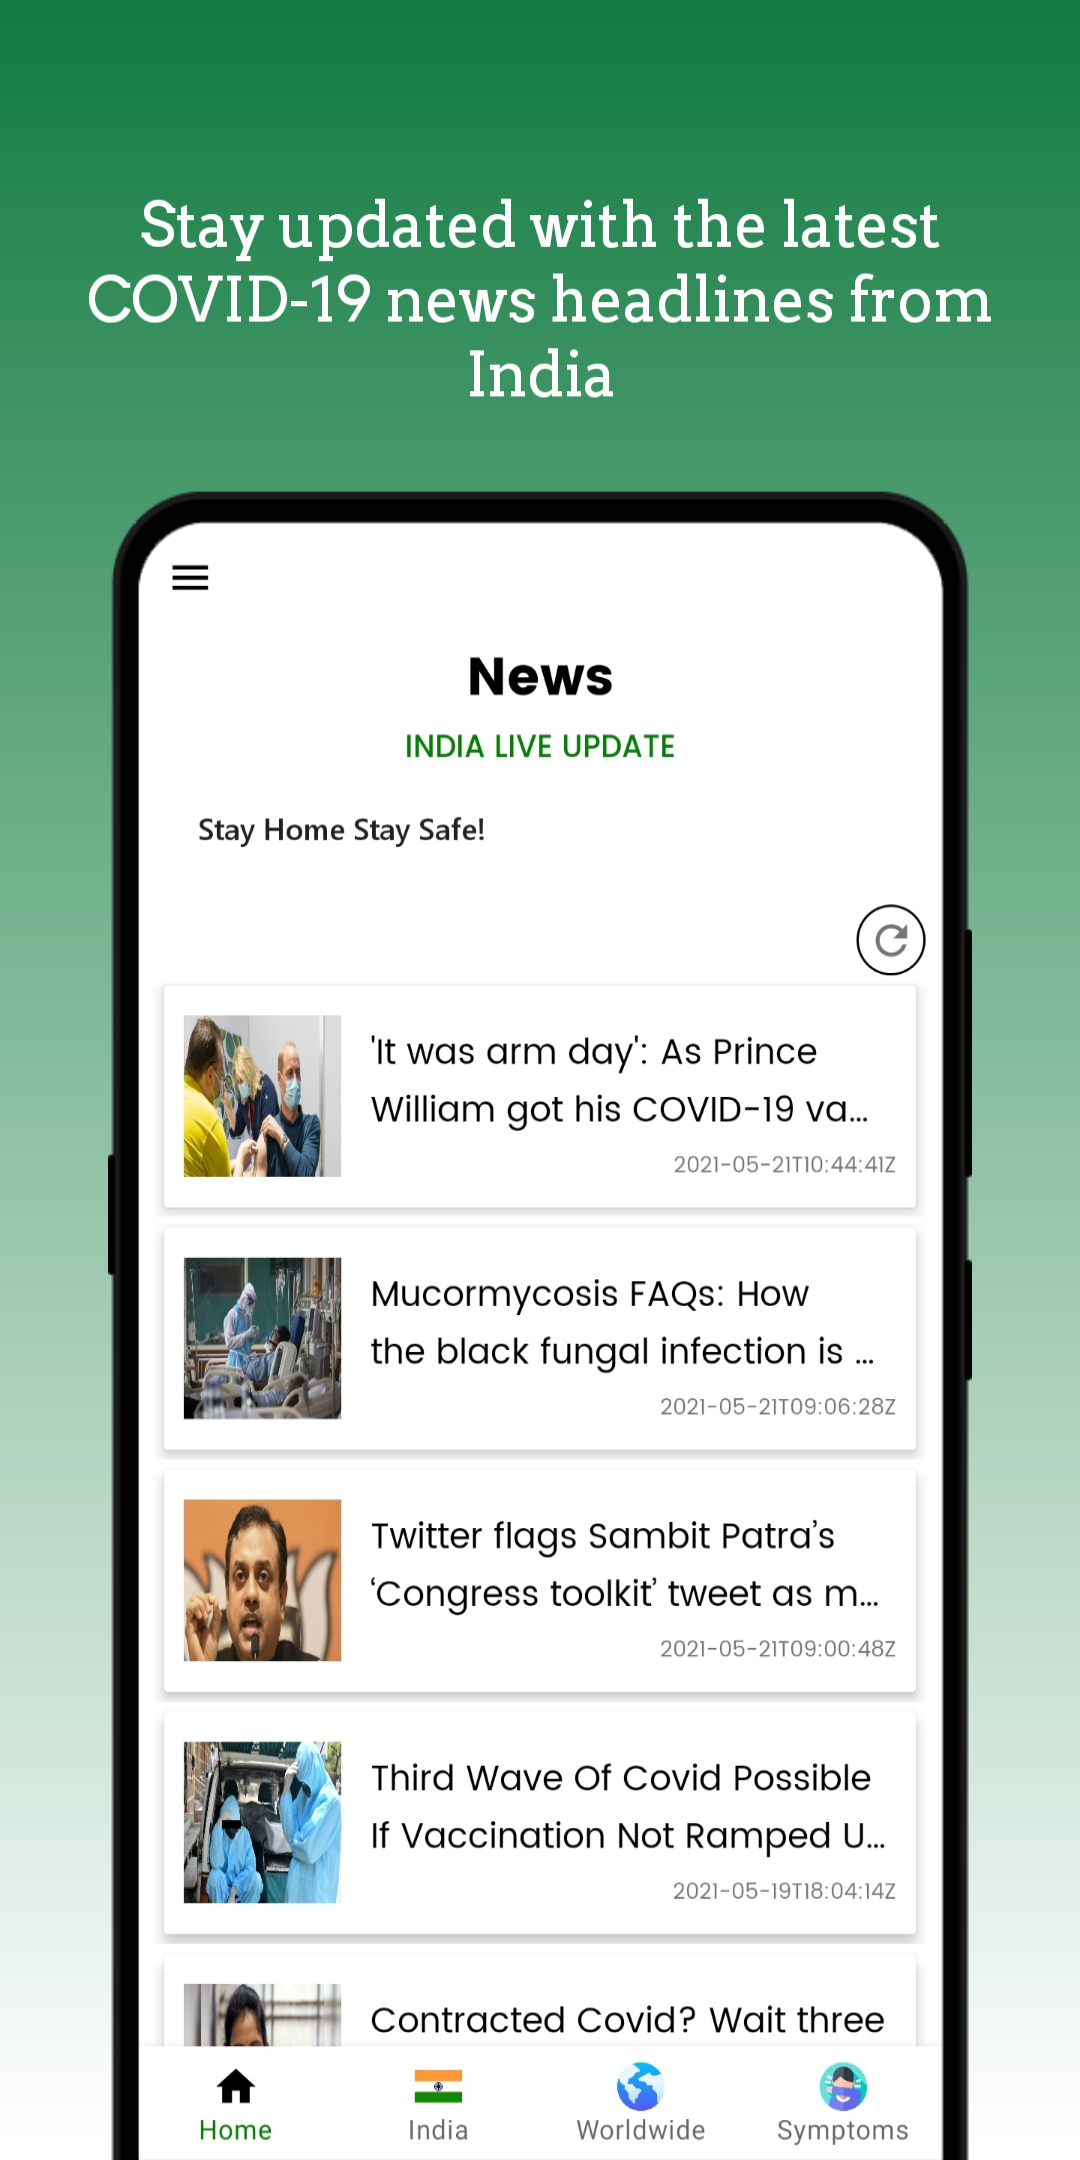 Stay updated with the latest
COVID-19 news headlines from
India
News
INDIA LIVE UPDATE
Stay Home Stay Safe!
'It was arm day': As Prince
William got his COVID-19 va...
2021-05-21T10:44:41Z
Mucormycosis FAQs: How
the black fungal infection is ...
2021-05-21T09:06:28Z
Twitter flags Sambit Patra’s
‘Congress toolkit’ tweet as m...
2021-05-21T09:00:48Z
Third Wave Of Covid Possible
If Vaccination Not Ramped U...
2021-05-19T18:04:14Z
Contracted Covid? Wait three
Home
India
Worldwide
Symptoms